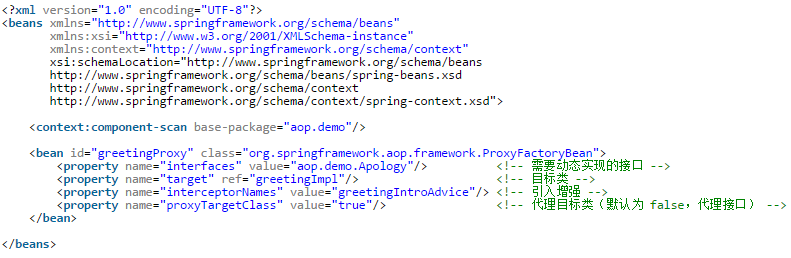 <?xml version="1.0" encoding="UTF-8"?>
<beans xmlns="http://www.springframework.org/schema/beans"
       xmlns:xsi="http://www.w3.org/2001/XMLSchema-instance"
       xmlns:context="http://www.springframework.org/schema/context"
       xsi:schemaLocation="http://www.springframework.org/schema/beans
       http://www.springframework.org/schema/beans/spring-beans.xsd
       http://www.springframework.org/schema/context
       http://www.springframework.org/schema/context/spring-context.xsd">
    <context:component-scan base-package="aop.demo"/>
    <bean id="greetingProxy" class="org.springframework.aop.framework.ProxyFactoryBean">
        <property name="interfaces" value="aop.demo.Apology"/>          <!-- 需要动态实现的接口 -->
        <property name="target" ref="greetingImpl"/>                    <!-- 目标类 -->
        <property name="interceptorNames" value="greetingIntroAdvice"/> <!-- 引入增强 -->
        <property name="proxyTargetClass" value="true"/>                <!-- 代理目标类（默认为 false，代理接口） -->
    </bean>
</beans>